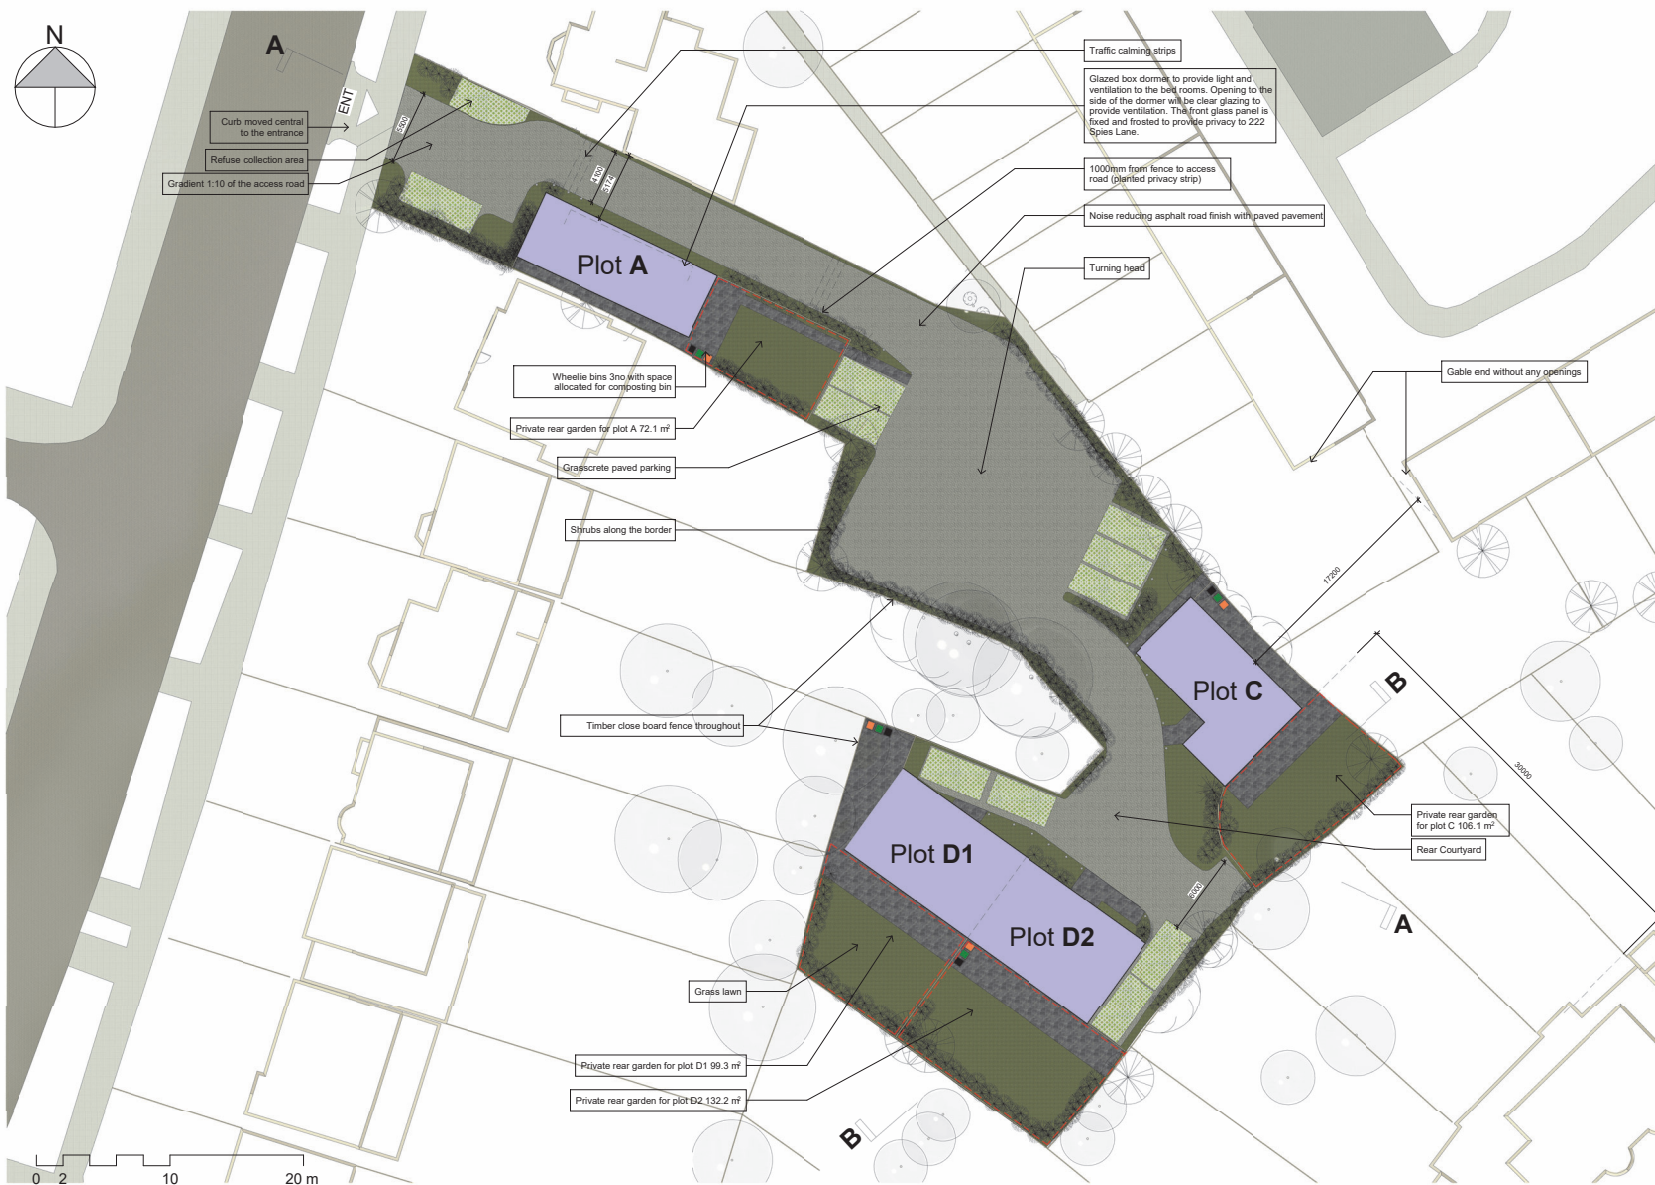 N
A
ENT
Curb moved central
to the entrance
Refuse collection area
Gradient 1:10 of the access road
5500
4100
5174
Traffic calming strips
Glazed box dormer to provide light and
ventilation to the bed rooms. Opening to the
side of the dormer will be clear glazing to
provide ventilation. The front glass panel is
fixed and frosted to provide privacy to 222
Spies Lane.
1000mm from fence to access
road (planted privacy strip)
Noise reducing asphalt road finish with paved pavement
Turning head
Plot A
Wheelie bins 3no with space
allocated for composting bin
Private rear garden for plot A 72.1 m²
Grasscrete paved parking
Shrubs along the border
Gable end without any openings
17200
Plot C
B
30000
Timber close board fence throughout
Private rear garden
for plot C 106.1 m²
Rear Courtyard
Plot D1
Plot D2
A
Grass lawn
Private rear garden for plot D1 99.3 m²
Private rear garden for plot D2 132.2 m²
B
0 2 10 20 m